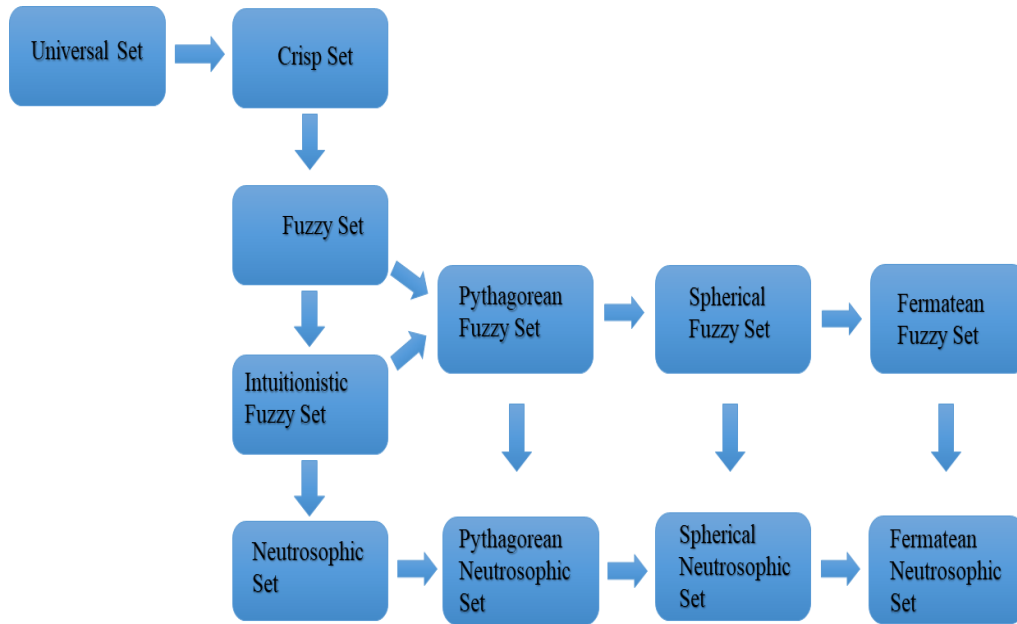 Universal Set
Crisp Set
Fuzzy Set
Pythagorean
Fuzzy Set
Spherical
Fuzzy Set
Fermatean
Fuzzy Set
Intuitionistic
Fuzzy Set
Neutrosophic
Set
Pythagorean
Neutrosophic
Set
Spherical
Neutrosophic
Set
Fermatean
Neutrosophic
Set